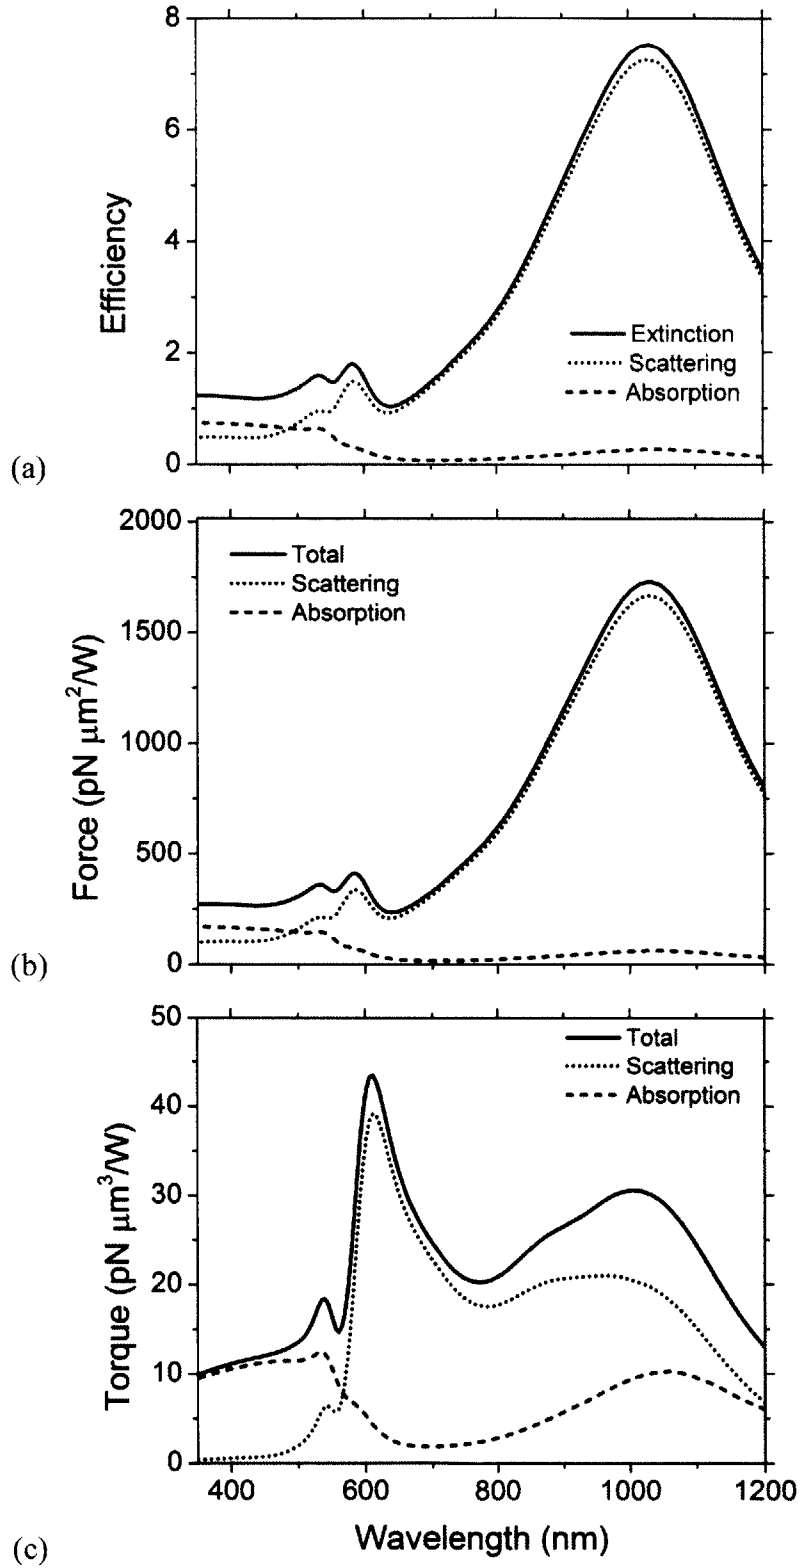 8
6
4
2
0
Efficiency
Extinction
Scattering
Absorption
(a)
2000
1500
1000
500
0
Force (pN μm²/W)
Total
Scattering
Absorption
(b)
50
40
30
20
10
0
Torque (pN μm³/W)
Total
Scattering
Absorption
400 600 800 1000 1200
Wavelength (nm)
(c)